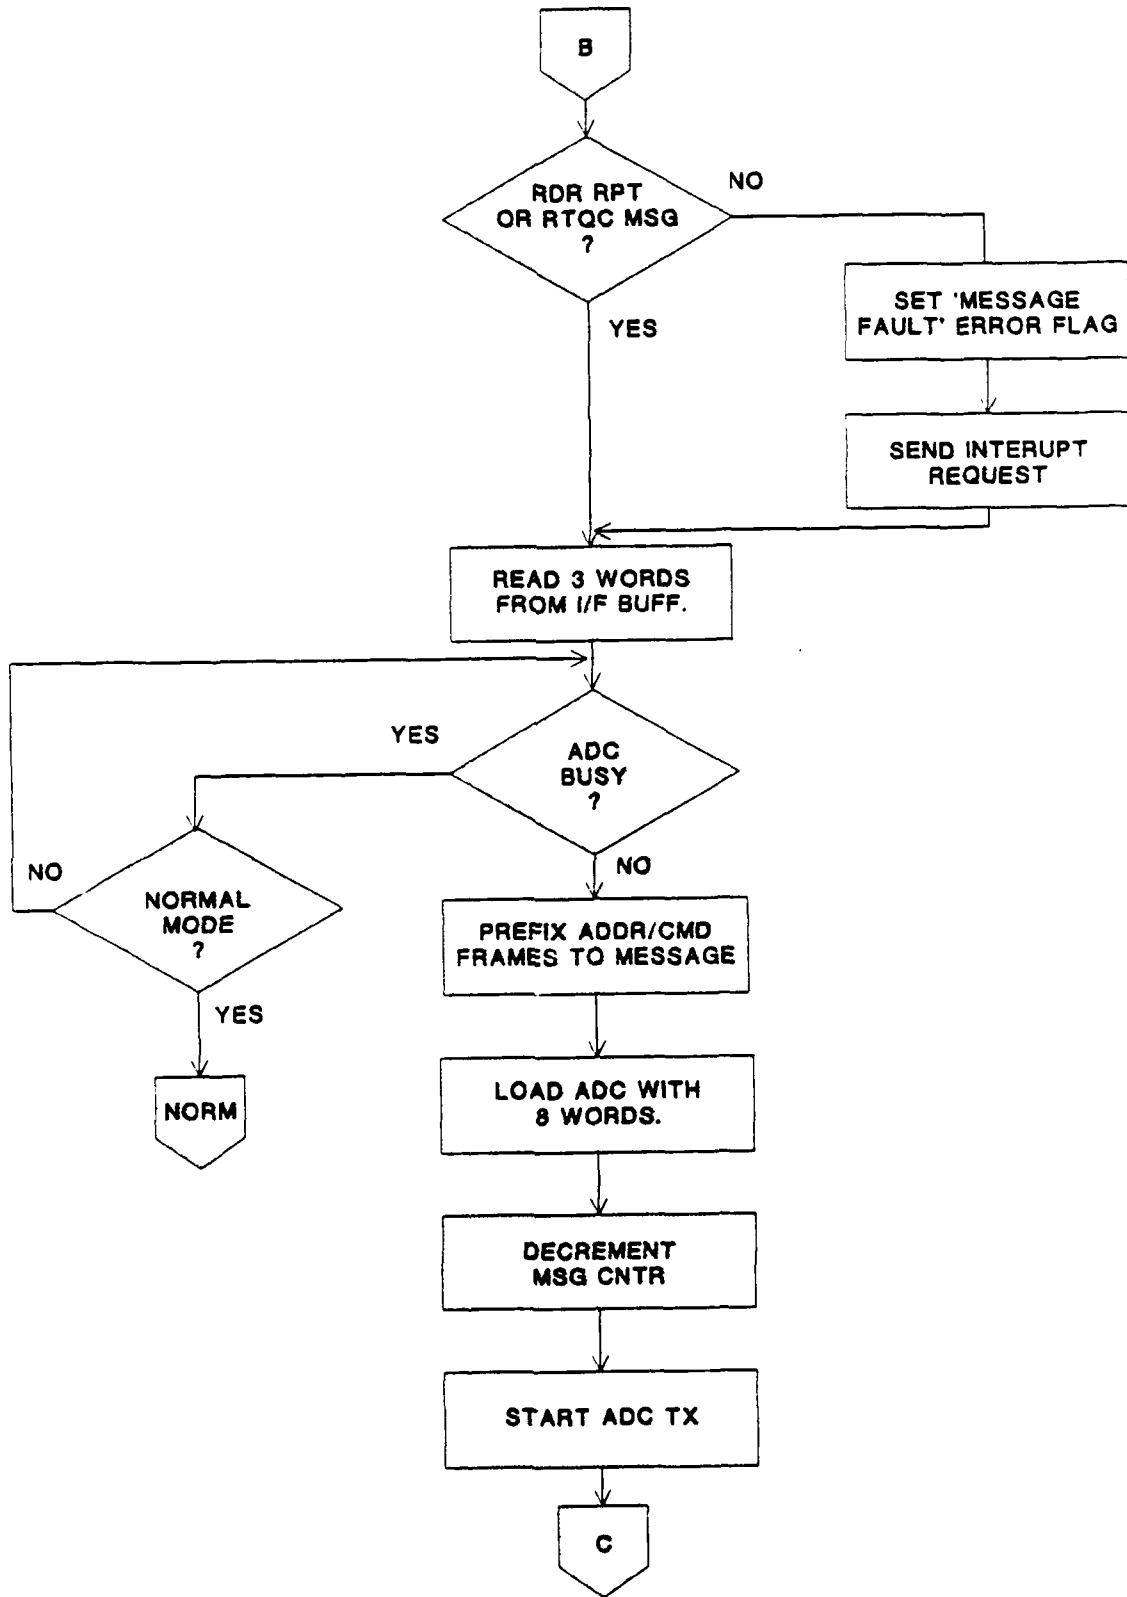 B
RDR RPT
OR RTQC MSG
?
NO
YES
SET 'MESSAGE
FAULT' ERROR FLAG
SEND INTERUPT
REQUEST
READ 3 WORDS
FROM I/F BUFF.
YES
ADC
BUSY
?
NO
NO
NORMAL
MODE
?
YES
NORM
PREFIX ADDR/CMD
FRAMES TO MESSAGE
LOAD ADC WITH
8 WORDS.
DECREMENT
MSG CNTR
START ADC TX
C